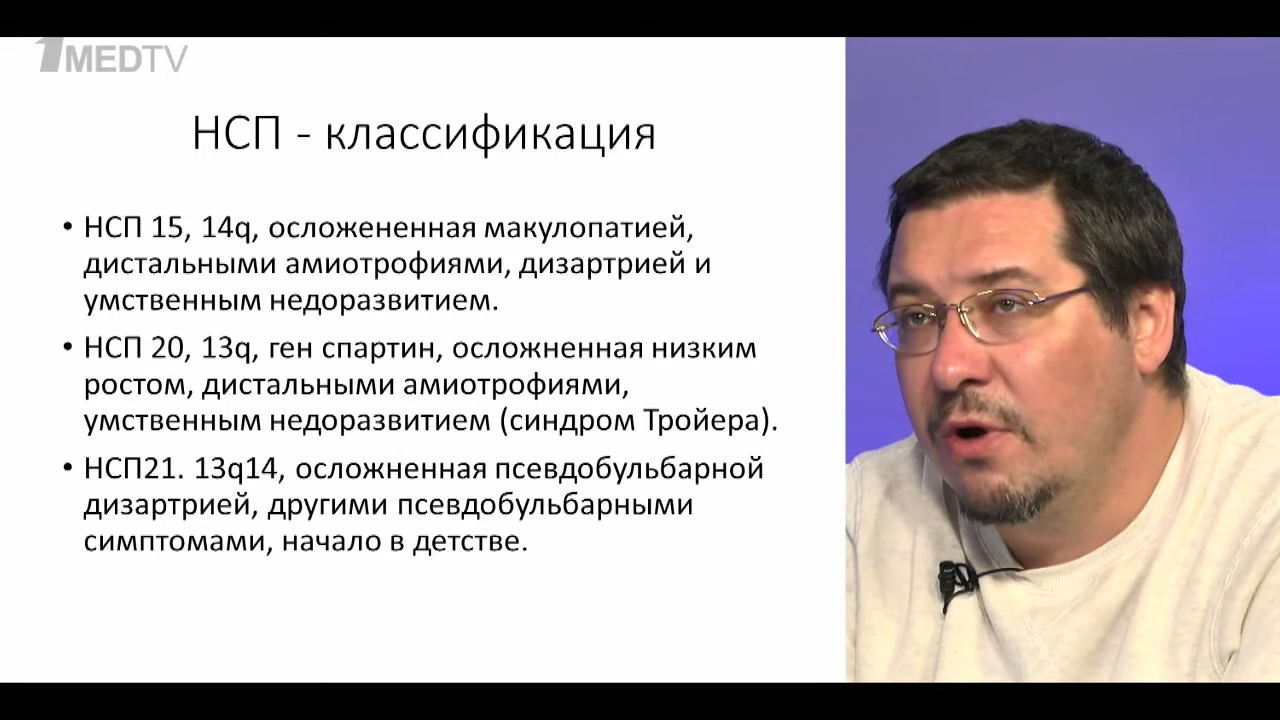 1MEDTV
НСП - классификация
• НСП 15, 14q, осложененная макулопатией,
дистальными амиотрофиями, дизартрией и
умственным недоразвитием.
• НСП 20, 13q, ген спартин, осложненная низким
ростом, дистальными амиотрофиями,
умственным недоразвитием (синдром Тройера).
• НСП21. 13q14, осложненная псевдобульбарной
дизартрией, другими псевдобульбарными
симптомами, начало в детстве.